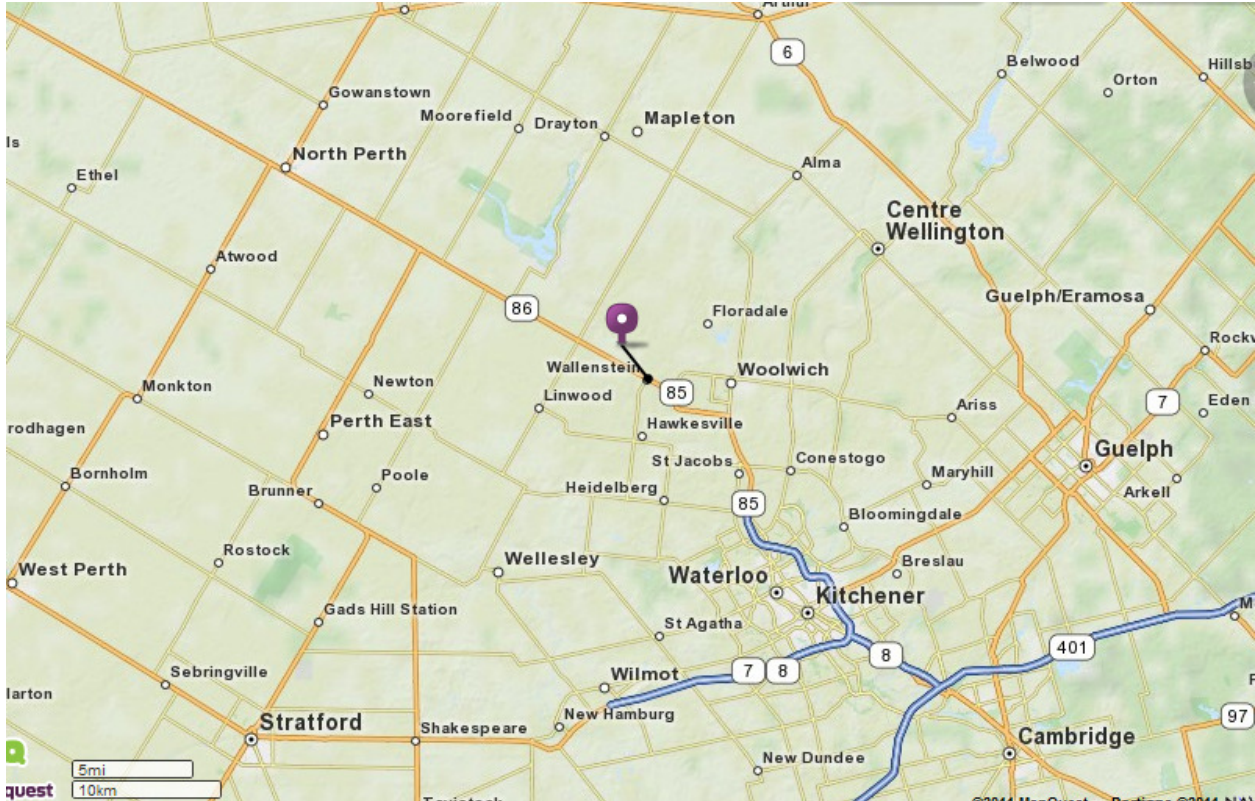 Arthur
6
Belwood
Hillsb
Orton
Gowanstown
Moorefield
Drayton
Mapleton
ls
North Perth
Alma
Ethel
Centre
Wellington
Atwood
Guelph/Eramosa
86
Floradale
Rockw
Wallenstein
Woolwich
Monkton
Newton
Linwood
85
7
Eden
Ariss
rodhagen
Perth East
Hawkesville
Guelph
Bornholm
Poole
St Jacobs
Conestogo
Maryhill
Brunner
Heidelberg
Arkell
85
Bloomingdale
Rostock
Wellesley
Breslau
West Perth
Waterloo
Kitchener
Gads Hill Station
M
St Agatha
401
8
Sebringville
Wilmot
7
8
larton
New Hamburg
97
Stratford
Shakespeare
Cambridge
New Dundee
5mi
10km
quest
Tavistock
©2014 MapQuest